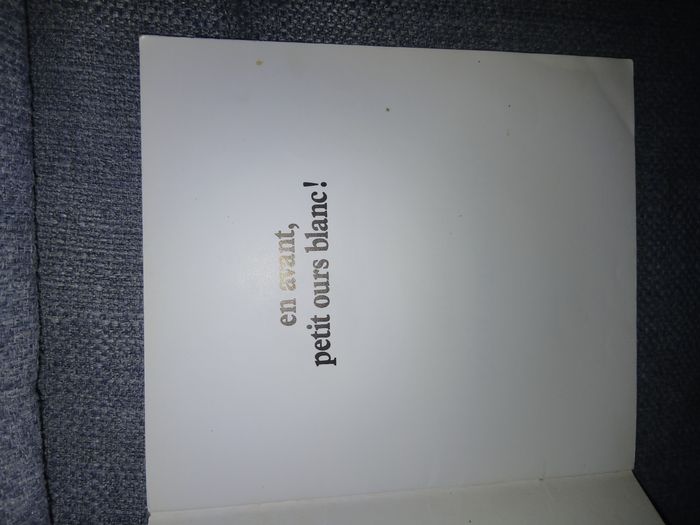 en avant,
petit ours blanc!